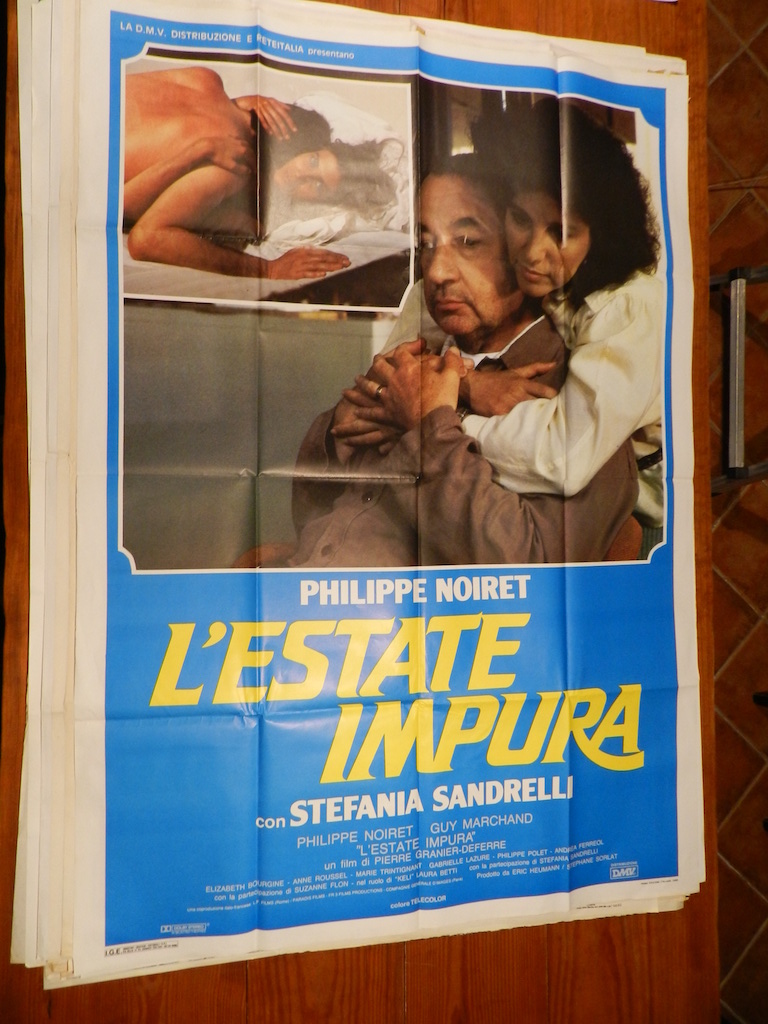 LA D.M.V. DISTRIBUZIONE E RETEITALIA presentano
PHILIPPE NOIRET
L'ESTATE
IMPURA
con STEFANIA SANDRELLI
PHILIPPE NOIRET GUY MARCHAND
"L'ESTATE IMPURA"
un film di PIERRE GRANIER-DEFERRE
ELIZABETH BOURGINE - ANNE ROUSSEL - MARIE TRINTIGNANT - GABRIELLE LAZURE - PHILIPPE POLET - ANDREA FERREOL
con la partecipazione di SUZANNE FLON - nel ruolo di "KELI" LAURA BETTI con la partecipazione di STEFANIA SANDRELLI
Prodotto da ERIC HEUMANN / STEPHANE SORLAT
colore TELECOLOR
DISTRIBUZIONE
DMV
I.G.E.